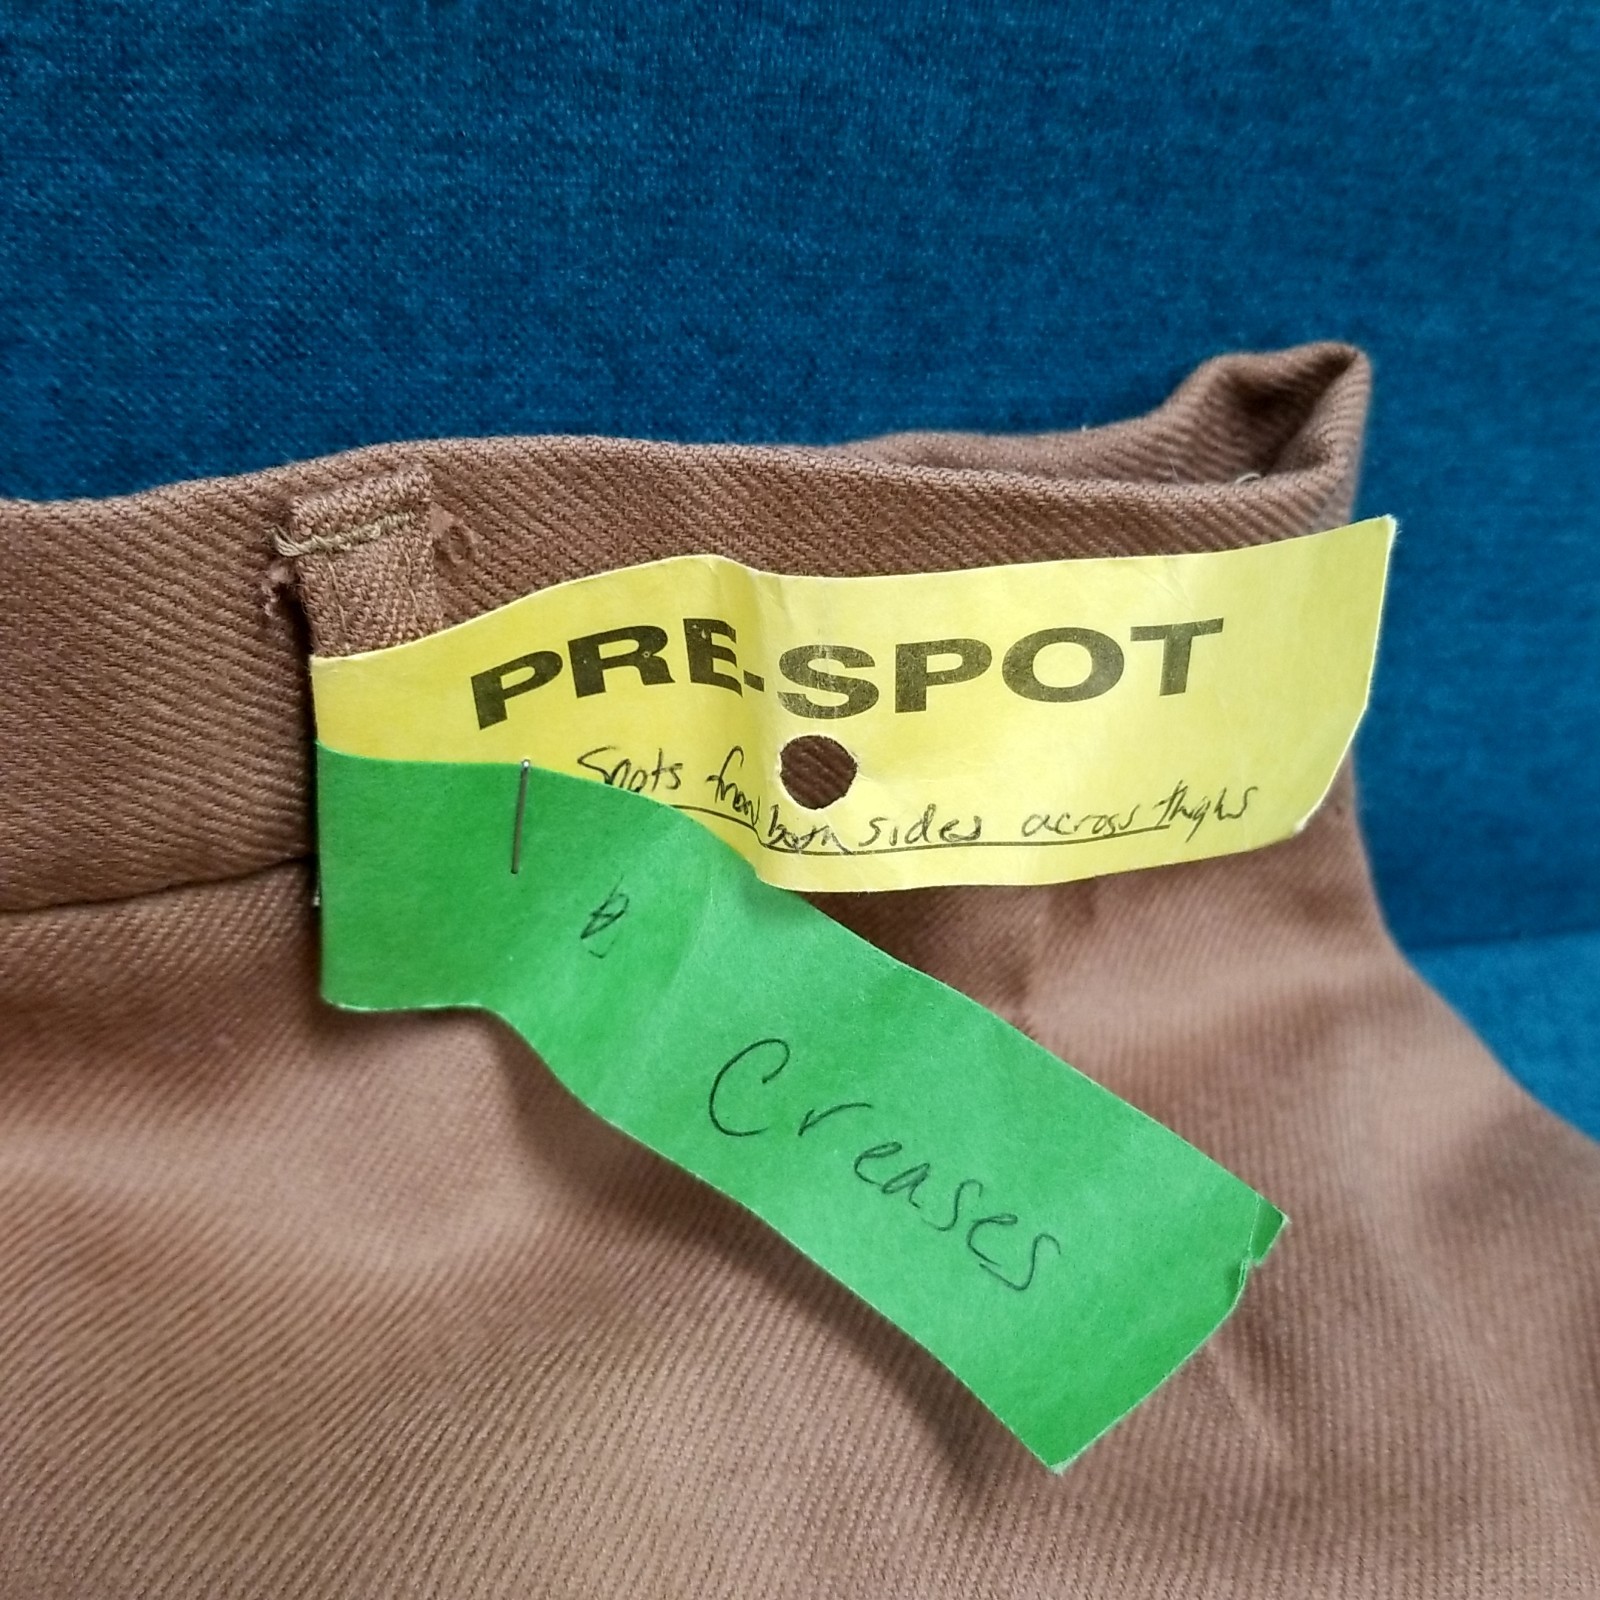 PRE-SPOT
Spots from both sides across thighs
Creases